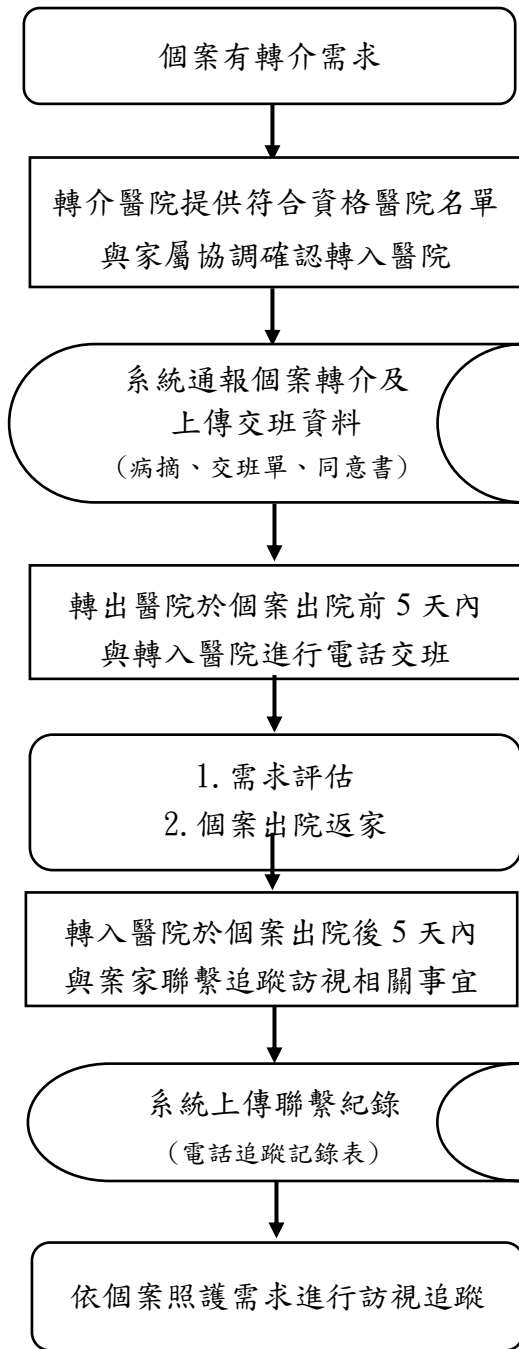 個案有轉介需求
轉介醫院提供符合資格醫院名單
與家屬協調確認轉入醫院
系統通報個案轉介及
上傳交班資料
（病摘、交班單、同意書）
轉出醫院於個案出院前 5 天內
與轉入醫院進行電話交班
1. 需求評估
2. 個案出院返家
轉入醫院於個案出院後 5 天內
與案家聯繫追蹤訪視相關事宜
系統上傳聯繫紀錄
（電話追蹤記錄表）
依個案照護需求進行訪視追蹤